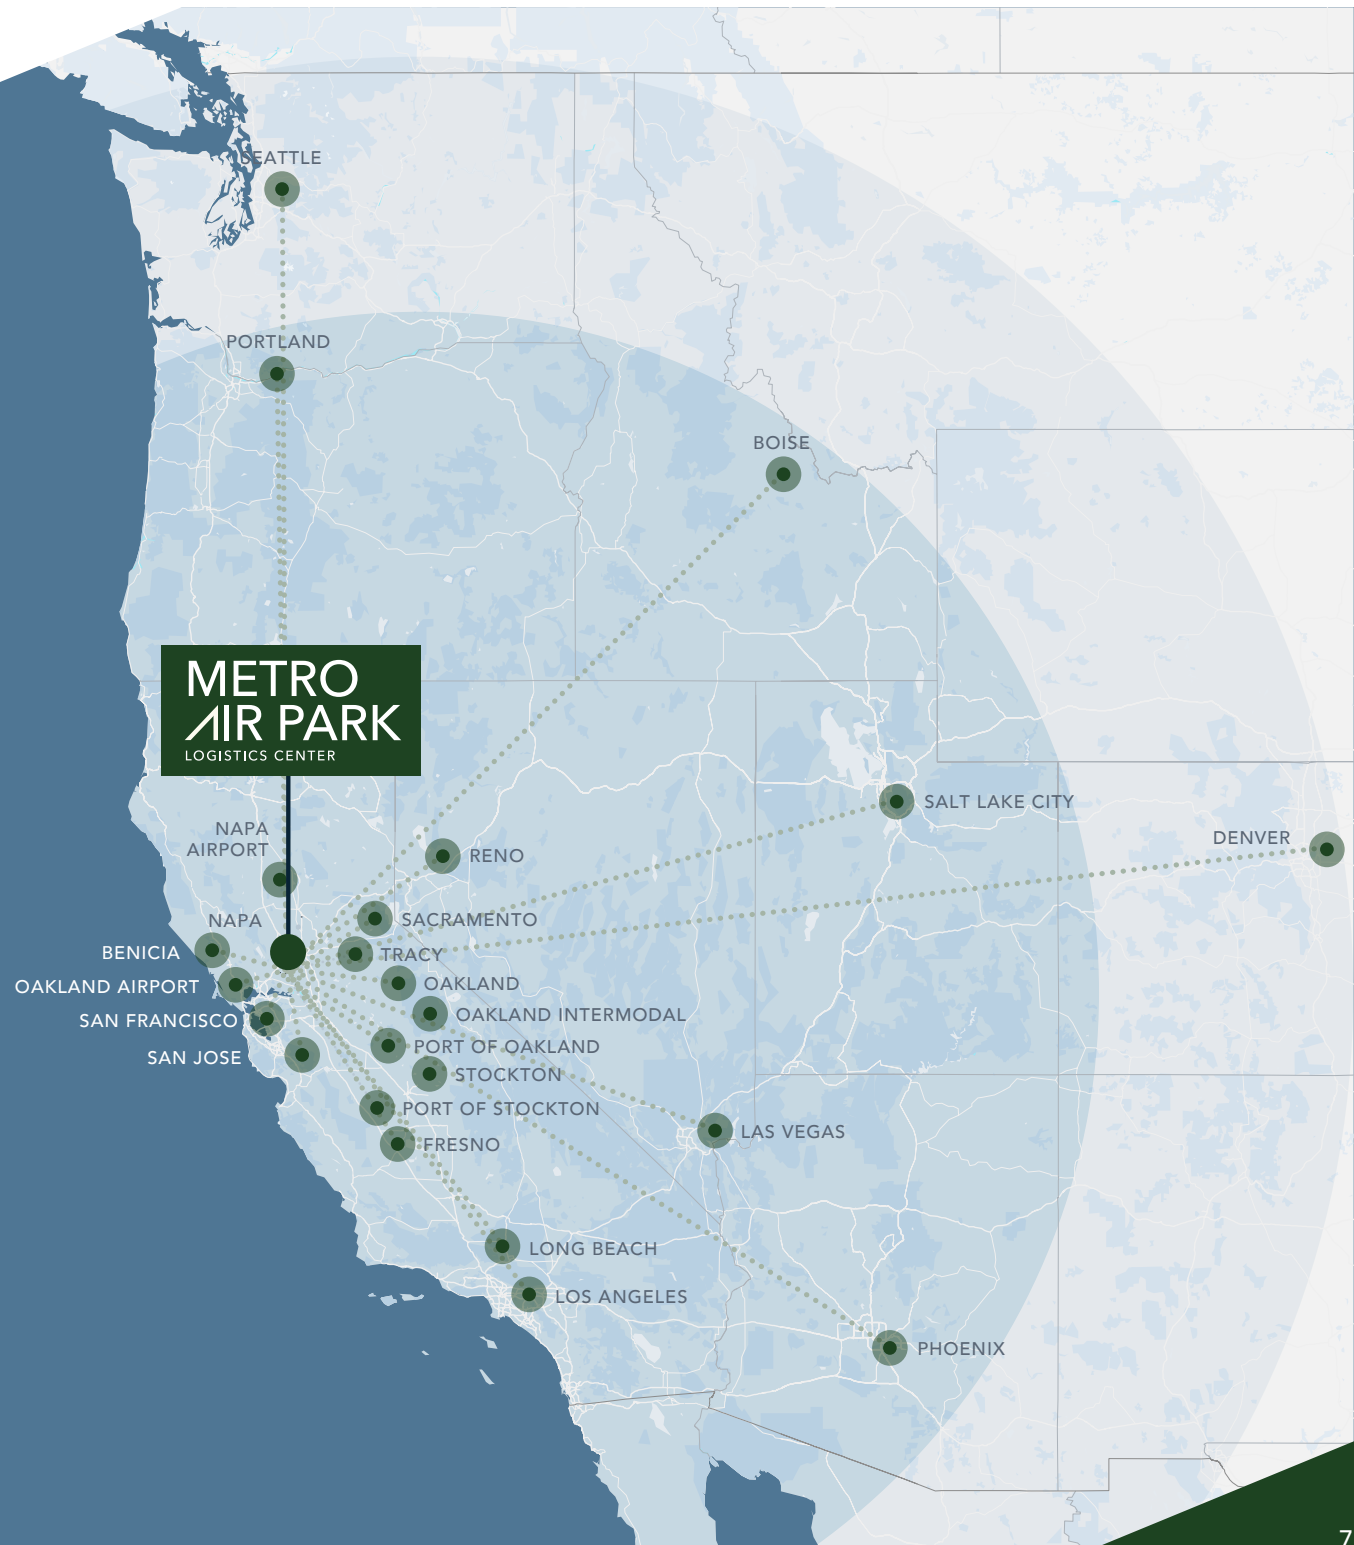 SEATTLE
PORTLAND
BOISE
METRO
AIR PARK
LOGISTICS CENTER
SALT LAKE CITY
NAPA
AIRPORT
DENVER
RENO
NAPA
SACRAMENTO
BENICIA
TRACY
OAKLAND AIRPORT
OAKLAND
SAN FRANCISCO
OAKLAND INTERMODAL
SAN JOSE
PORT OF OAKLAND
STOCKTON
PORT OF STOCKTON
LAS VEGAS
FRESNO
LONG BEACH
LOS ANGELES
PHOENIX
7